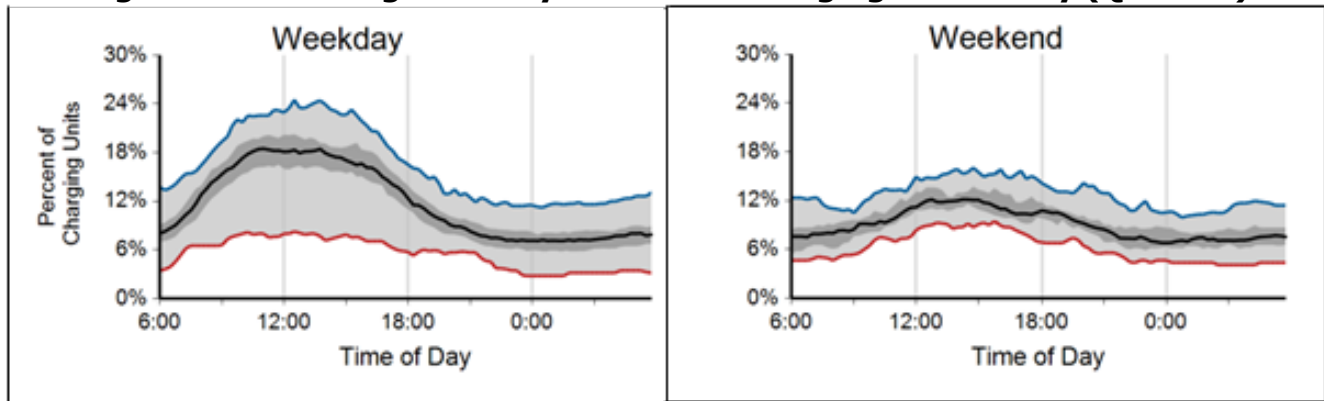 Weekday
30%
24%
18%
12%
6%
0%
Percent of
Charging Units
6:00 12:00 18:00 0:00
Time of Day
Weekend
30%
24%
18%
12%
6%
0%
6:00 12:00 18:00 0:00
Time of Day